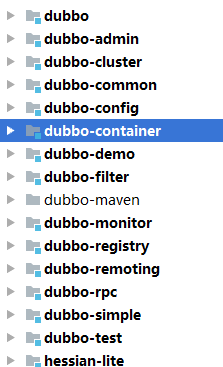 dubbo
dubbo-admin
dubbo-cluster
dubbo-common
dubbo-config
dubbo-container
dubbo-demo
dubbo-filter
dubbo-maven
dubbo-monitor
dubbo-registry
dubbo-remoting
dubbo-rpc
dubbo-simple
dubbo-test
hessian-lite